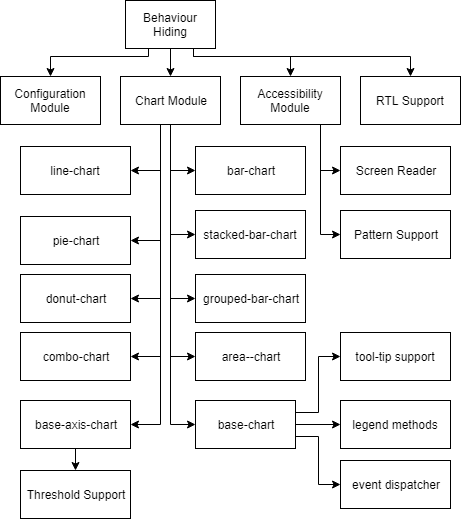 Behaviour
Hiding
Configuration
Module
Chart Module
Accessibility
Module
RTL Support
line-chart
bar-chart
Screen Reader
pie-chart
stacked-bar-chart
Pattern Support
donut-chart
grouped-bar-chart
combo-chart
area--chart
tool-tip support
base-axis-chart
base-chart
legend methods
Threshold Support
event dispatcher